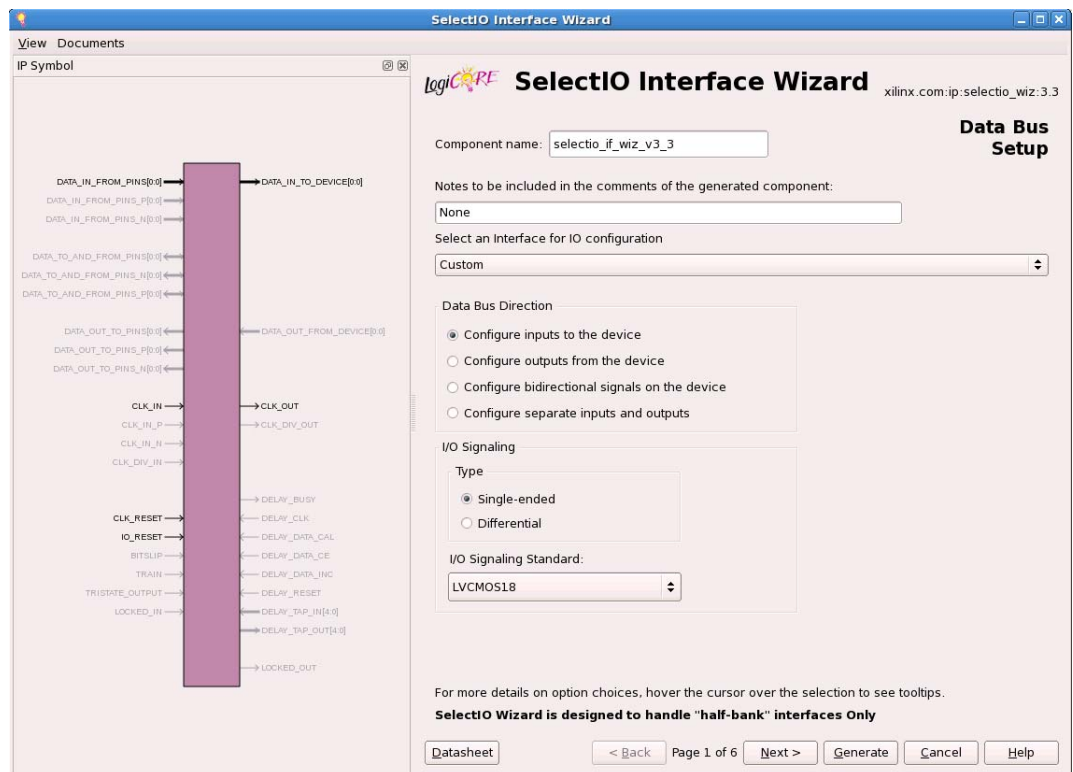 SelectIO Interface Wizard
View Documents
IP Symbol
DATA_IN_FROM_PINS[0:0] DATA_IN_TO_DEVICE[0:0]
DATA_IN_FROM_PINS_P[0:0]
DATA_IN_FROM_PINS_N[0:0]
DATA_TO_AND_FROM_PINS[0:0]
DATA_TO_AND_FROM_PINS_N[0:0]
DATA_TO_AND_FROM_PINS_P[0:0]
DATA_OUT_TO_PINS[0:0] DATA_OUT_FROM_DEVICE[0:0]
DATA_OUT_TO_PINS_P[0:0]
DATA_OUT_TO_PINS_N[0:0]
CLK_IN CLK_OUT
CLK_IN_P CLK_DIV_OUT
CLK_IN_N
CLK_DIV_IN
DELAY_BUSY
CLK_RESET DELAY_CLK
IO_RESET DELAY_DATA_CAL
BITSLIP DELAY_DATA_CE
TRAIN DELAY_DATA_INC
TRISTATE_OUTPUT DELAY_RESET
LOCKED_IN DELAY_TAP_IN[4:0]
DELAY_TAP_OUT[4:0]
LOCKED_OUT
LogiCORE SelectIO Interface Wizard xilinx.com:ip:selectio_wiz:3.3
Data Bus
Setup
Component name: selectio_if_wiz_v3_3
Notes to be included in the comments of the generated component:
None
Select an Interface for IO configuration
Custom
Data Bus Direction
Configure inputs to the device
Configure outputs from the device
Configure bidirectional signals on the device
Configure separate inputs and outputs
I/O Signaling
Type
Single-ended
Differential
I/O Signaling Standard:
LVCMOS18
For more details on option choices, hover the cursor over the selection to see tooltips.
SelectIO Wizard is designed to handle "half-bank" interfaces Only
Datasheet < Back Page 1 of 6 Next > Generate Cancel Help